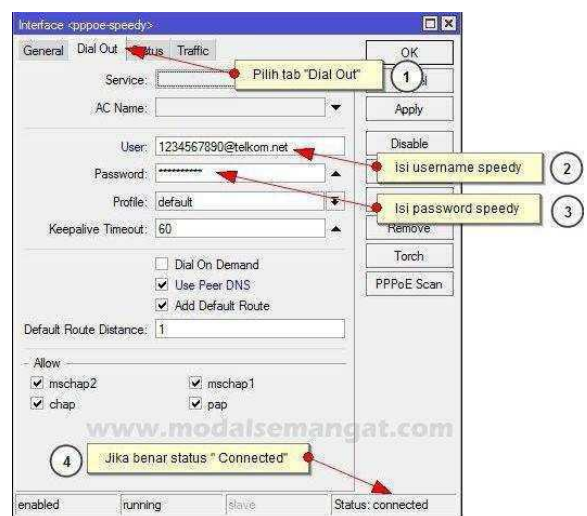 Interface <pppoe-speedy>
General Dial Out Status Traffic
OK
Pilih tab "Dial Out"
1
Service:
AC Name:
Apply
User: 1234567890@telkom.net
Disable
isi username speedy
2
Password: **********
Profile: default
Isi password speedy
3
Remove
Keepalive Timeout: 60
Torch
Dial On Demand
PPPoE Scan
Use Peer DNS
Add Default Route
Default Route Distance: 1
Allow
mschap2 mschap1
chap pap
www.modalsemangat.com
4
Jika benar status " Connected"
enabled running slave Status: connected